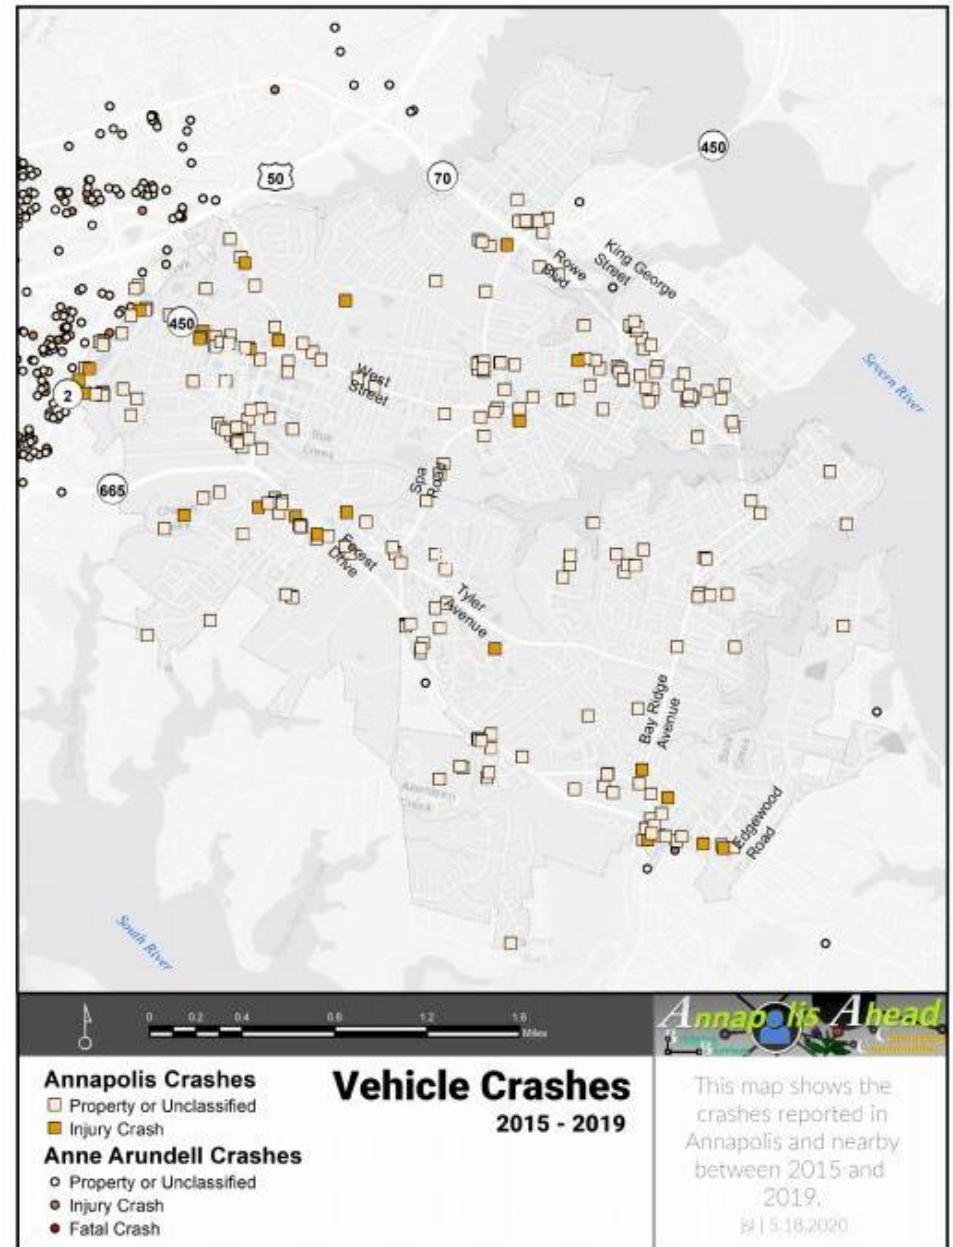 450
50
70
King George
Street
Rowe
Blvd
450
Severn River
West
Street
2
Spa
Road
665
Forest
Drive
Tyler
Avenue
Bay Ridge
Avenue
Aberdeen
Creek
Edgewood
Road
South River
0 0.2 0.4 0.8 1.2 1.6
Miles
Annapolis Ahead
Annapolis Crashes
Property or Unclassified
Injury Crash
Anne Arundell Crashes
Property or Unclassified
Injury Crash
Fatal Crash
Vehicle Crashes
2015 - 2019
This map shows the
crashes reported in
Annapolis and nearby
between 2015 and
2019.
jsl | 5.18.2020